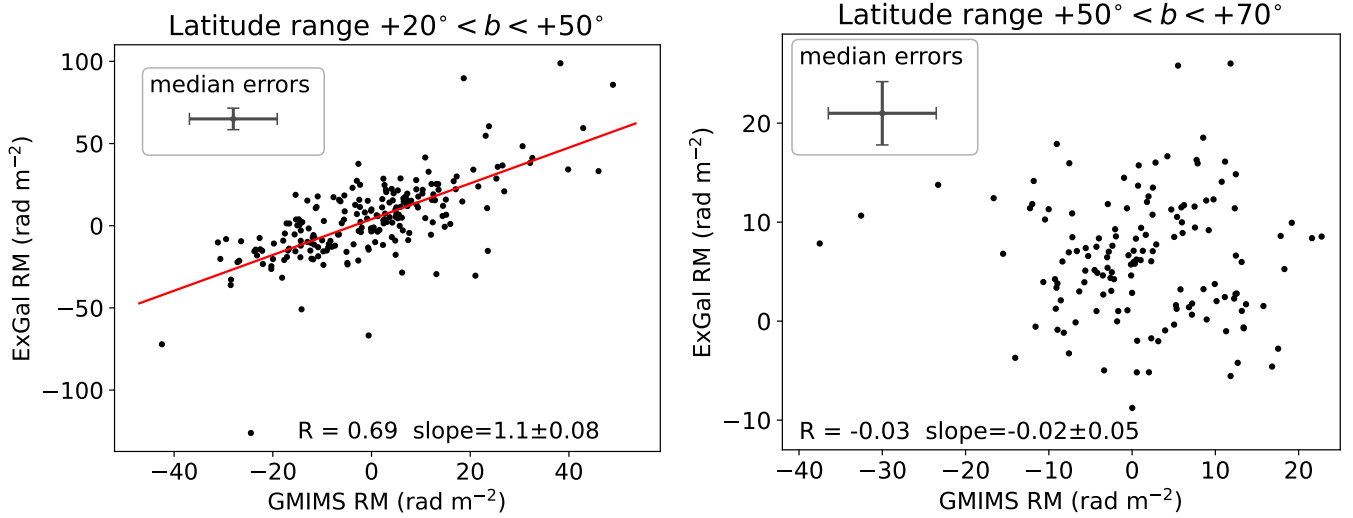 Latitude range +20° < b < +50°
median errors
100
50
0
−50
−100
ExGal RM (rad m⁻²)
R = 0.69 slope=1.1±0.08
−40 −20 0 20 40
GMIMS RM (rad m⁻²)
Latitude range +50° < b < +70°
median errors
20
10
0
−10
ExGal RM (rad m⁻²)
R = -0.03 slope=-0.02±0.05
−40 −30 −20 −10 0 10 20
GMIMS RM (rad m⁻²)